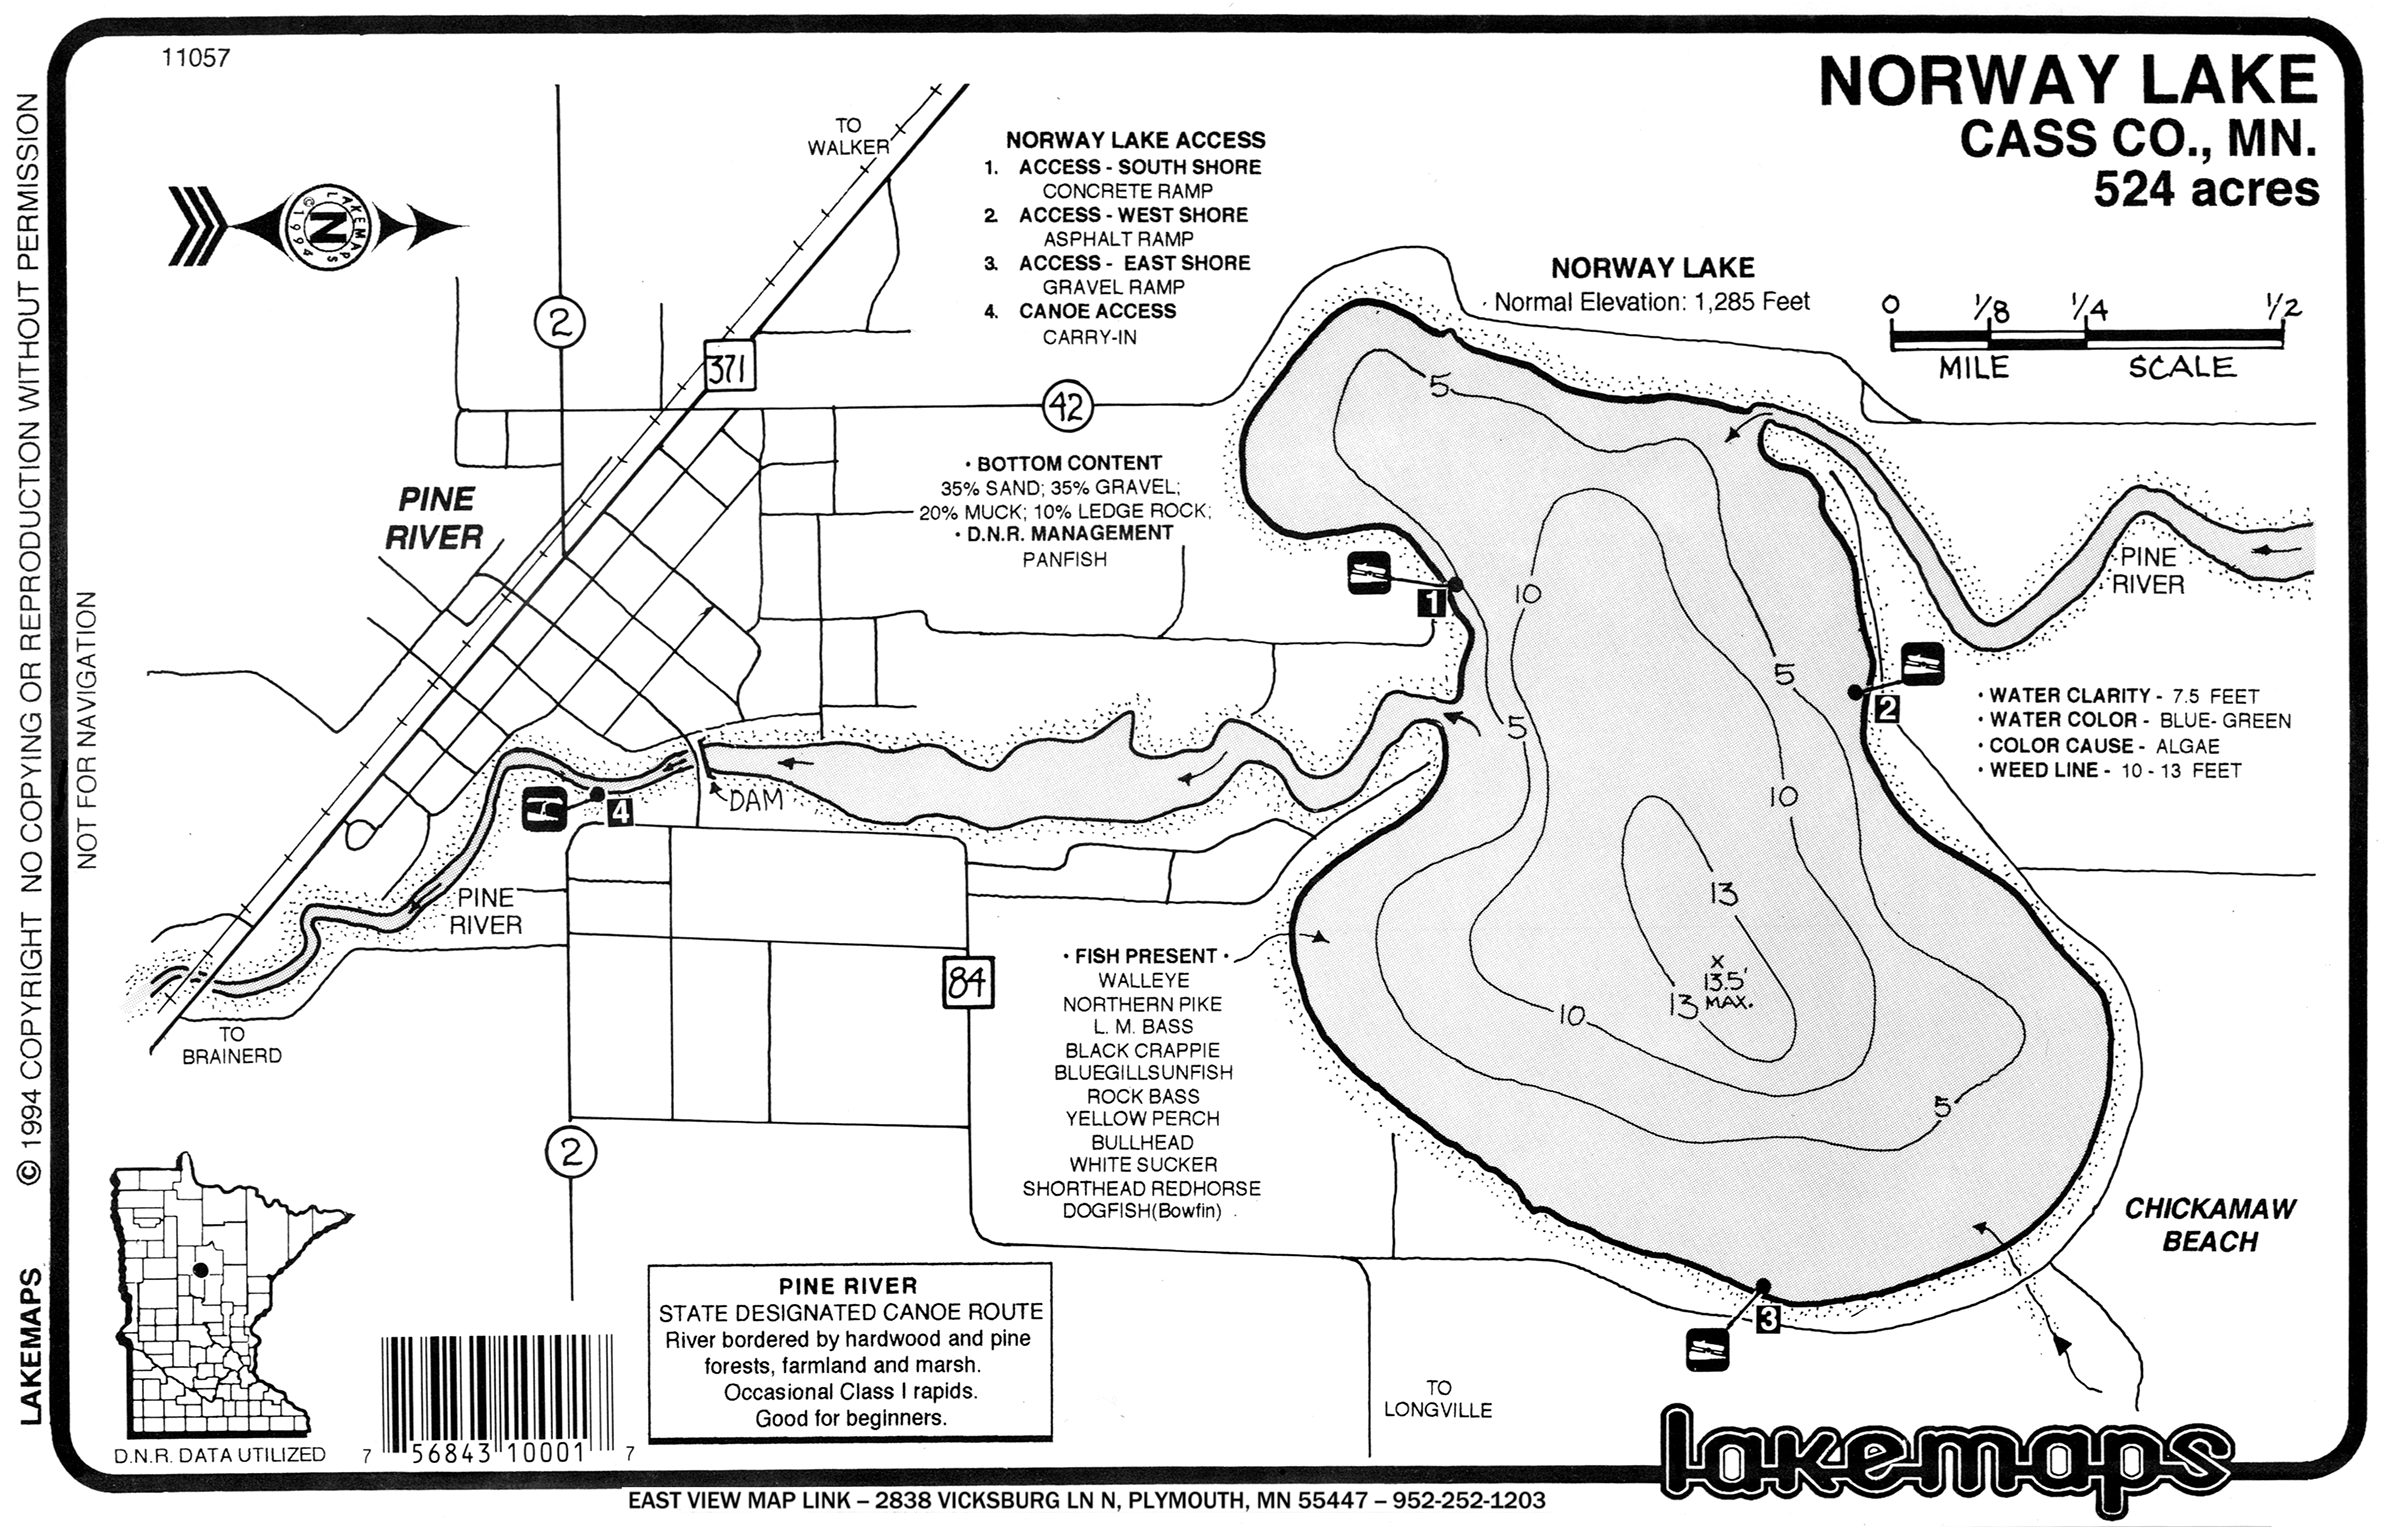 11057
NORWAY LAKE
CASS CO., MN.
524 acres
© 1994 COPYRIGHT NO COPYING OR REPRODUCTION WITHOUT PERMISSION
LAKEMAPS
NOT FOR NAVIGATION
LAKEMAPS
©1994
N
TO
WALKER
2
371
42
NORWAY LAKE ACCESS
1. ACCESS - SOUTH SHORE
CONCRETE RAMP
2. ACCESS - WEST SHORE
ASPHALT RAMP
3. ACCESS - EAST SHORE
GRAVEL RAMP
4. CANOE ACCESS
CARRY-IN
NORWAY LAKE
Normal Elevation: 1,285 Feet
0 1/8 1/4 1/2
MILE SCALE
• BOTTOM CONTENT
35% SAND; 35% GRAVEL;
20% MUCK; 10% LEDGE ROCK;
• D.N.R. MANAGEMENT
PANFISH
PINE
RIVER
5
10
1
5
5
10
13
x
13.5'
MAX.
13
10
5
2
3
4
PINE
RIVER
• WATER CLARITY - 7.5 FEET
• WATER COLOR - BLUE- GREEN
• COLOR CAUSE - ALGAE
• WEED LINE - 10 - 13 FEET
DAM
PINE
RIVER
TO
BRAINERD
84
2
• FISH PRESENT •
WALLEYE
NORTHERN PIKE
L. M. BASS
BLACK CRAPPIE
BLUEGILLSUNFISH
ROCK BASS
YELLOW PERCH
BULLHEAD
WHITE SUCKER
SHORTHEAD REDHORSE
DOGFISH(Bowfin)
CHICKAMAW
BEACH
TO
LONGVILLE
PINE RIVER
STATE DESIGNATED CANOE ROUTE
River bordered by hardwood and pine
forests, farmland and marsh.
Occasional Class I rapids.
Good for beginners.
D.N.R. DATA UTILIZED
7 56843 10001 7
lakemaps
EAST VIEW MAP LINK – 2838 VICKSBURG LN N, PLYMOUTH, MN 55447 – 952-252-1203